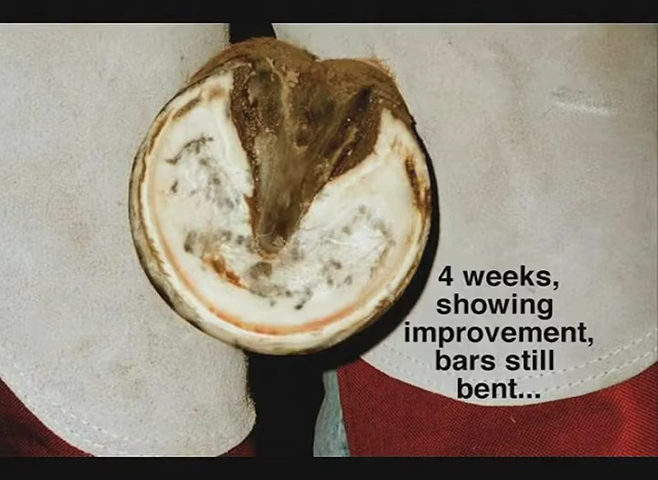 4 weeks,
showing
improvement,
bars still
bent...